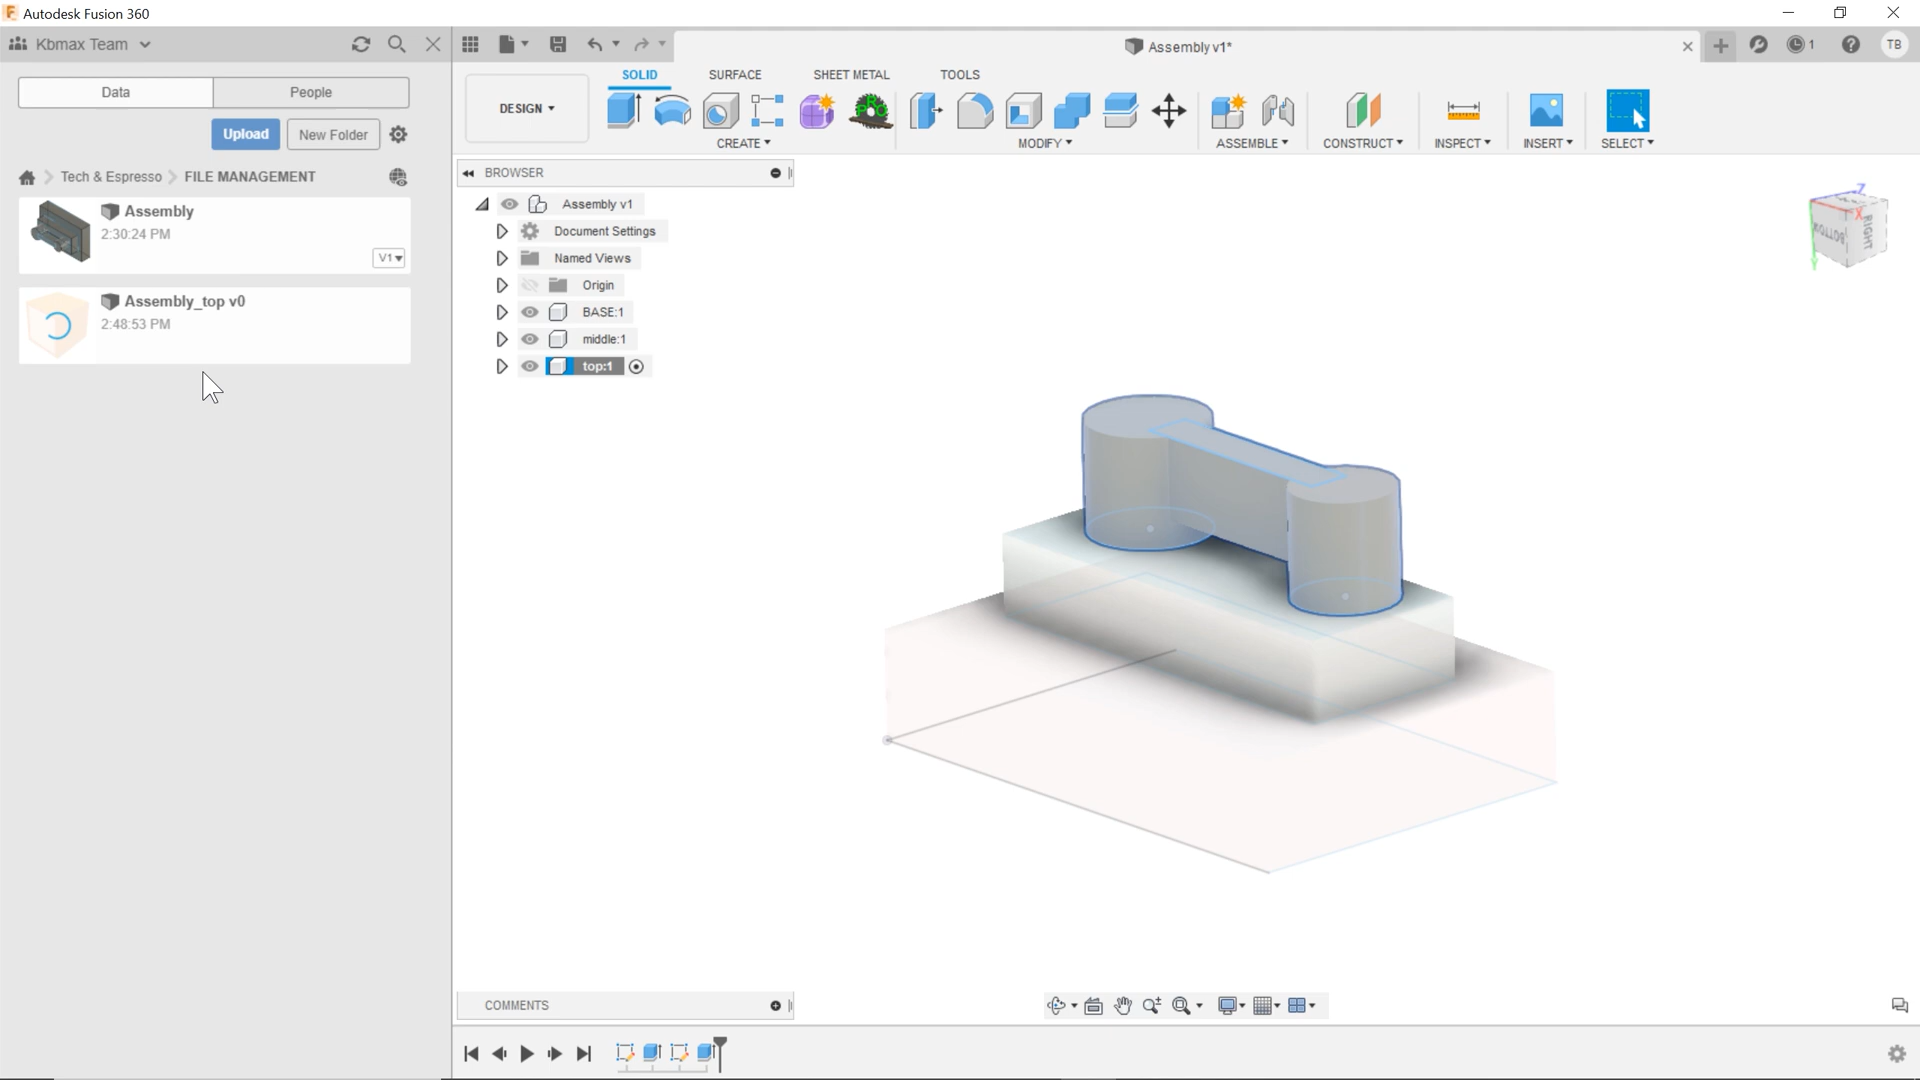 Autodesk Fusion 360
Kbmax Team
Assembly v1*
1
TB
Data
People
Upload
New Folder
Tech & Espresso
FILE MANAGEMENT
Assembly
2:30:24 PM
V1
Assembly_top v0
2:48:53 PM
DESIGN
SOLID
SURFACE
SHEET METAL
TOOLS
CREATE
MODIFY
ASSEMBLE
CONSTRUCT
INSPECT
INSERT
SELECT
BROWSER
Assembly v1
Document Settings
Named Views
Origin
BASE:1
middle:1
top:1
Z
X
Y
BOTTOM
RIGHT
COMMENTS